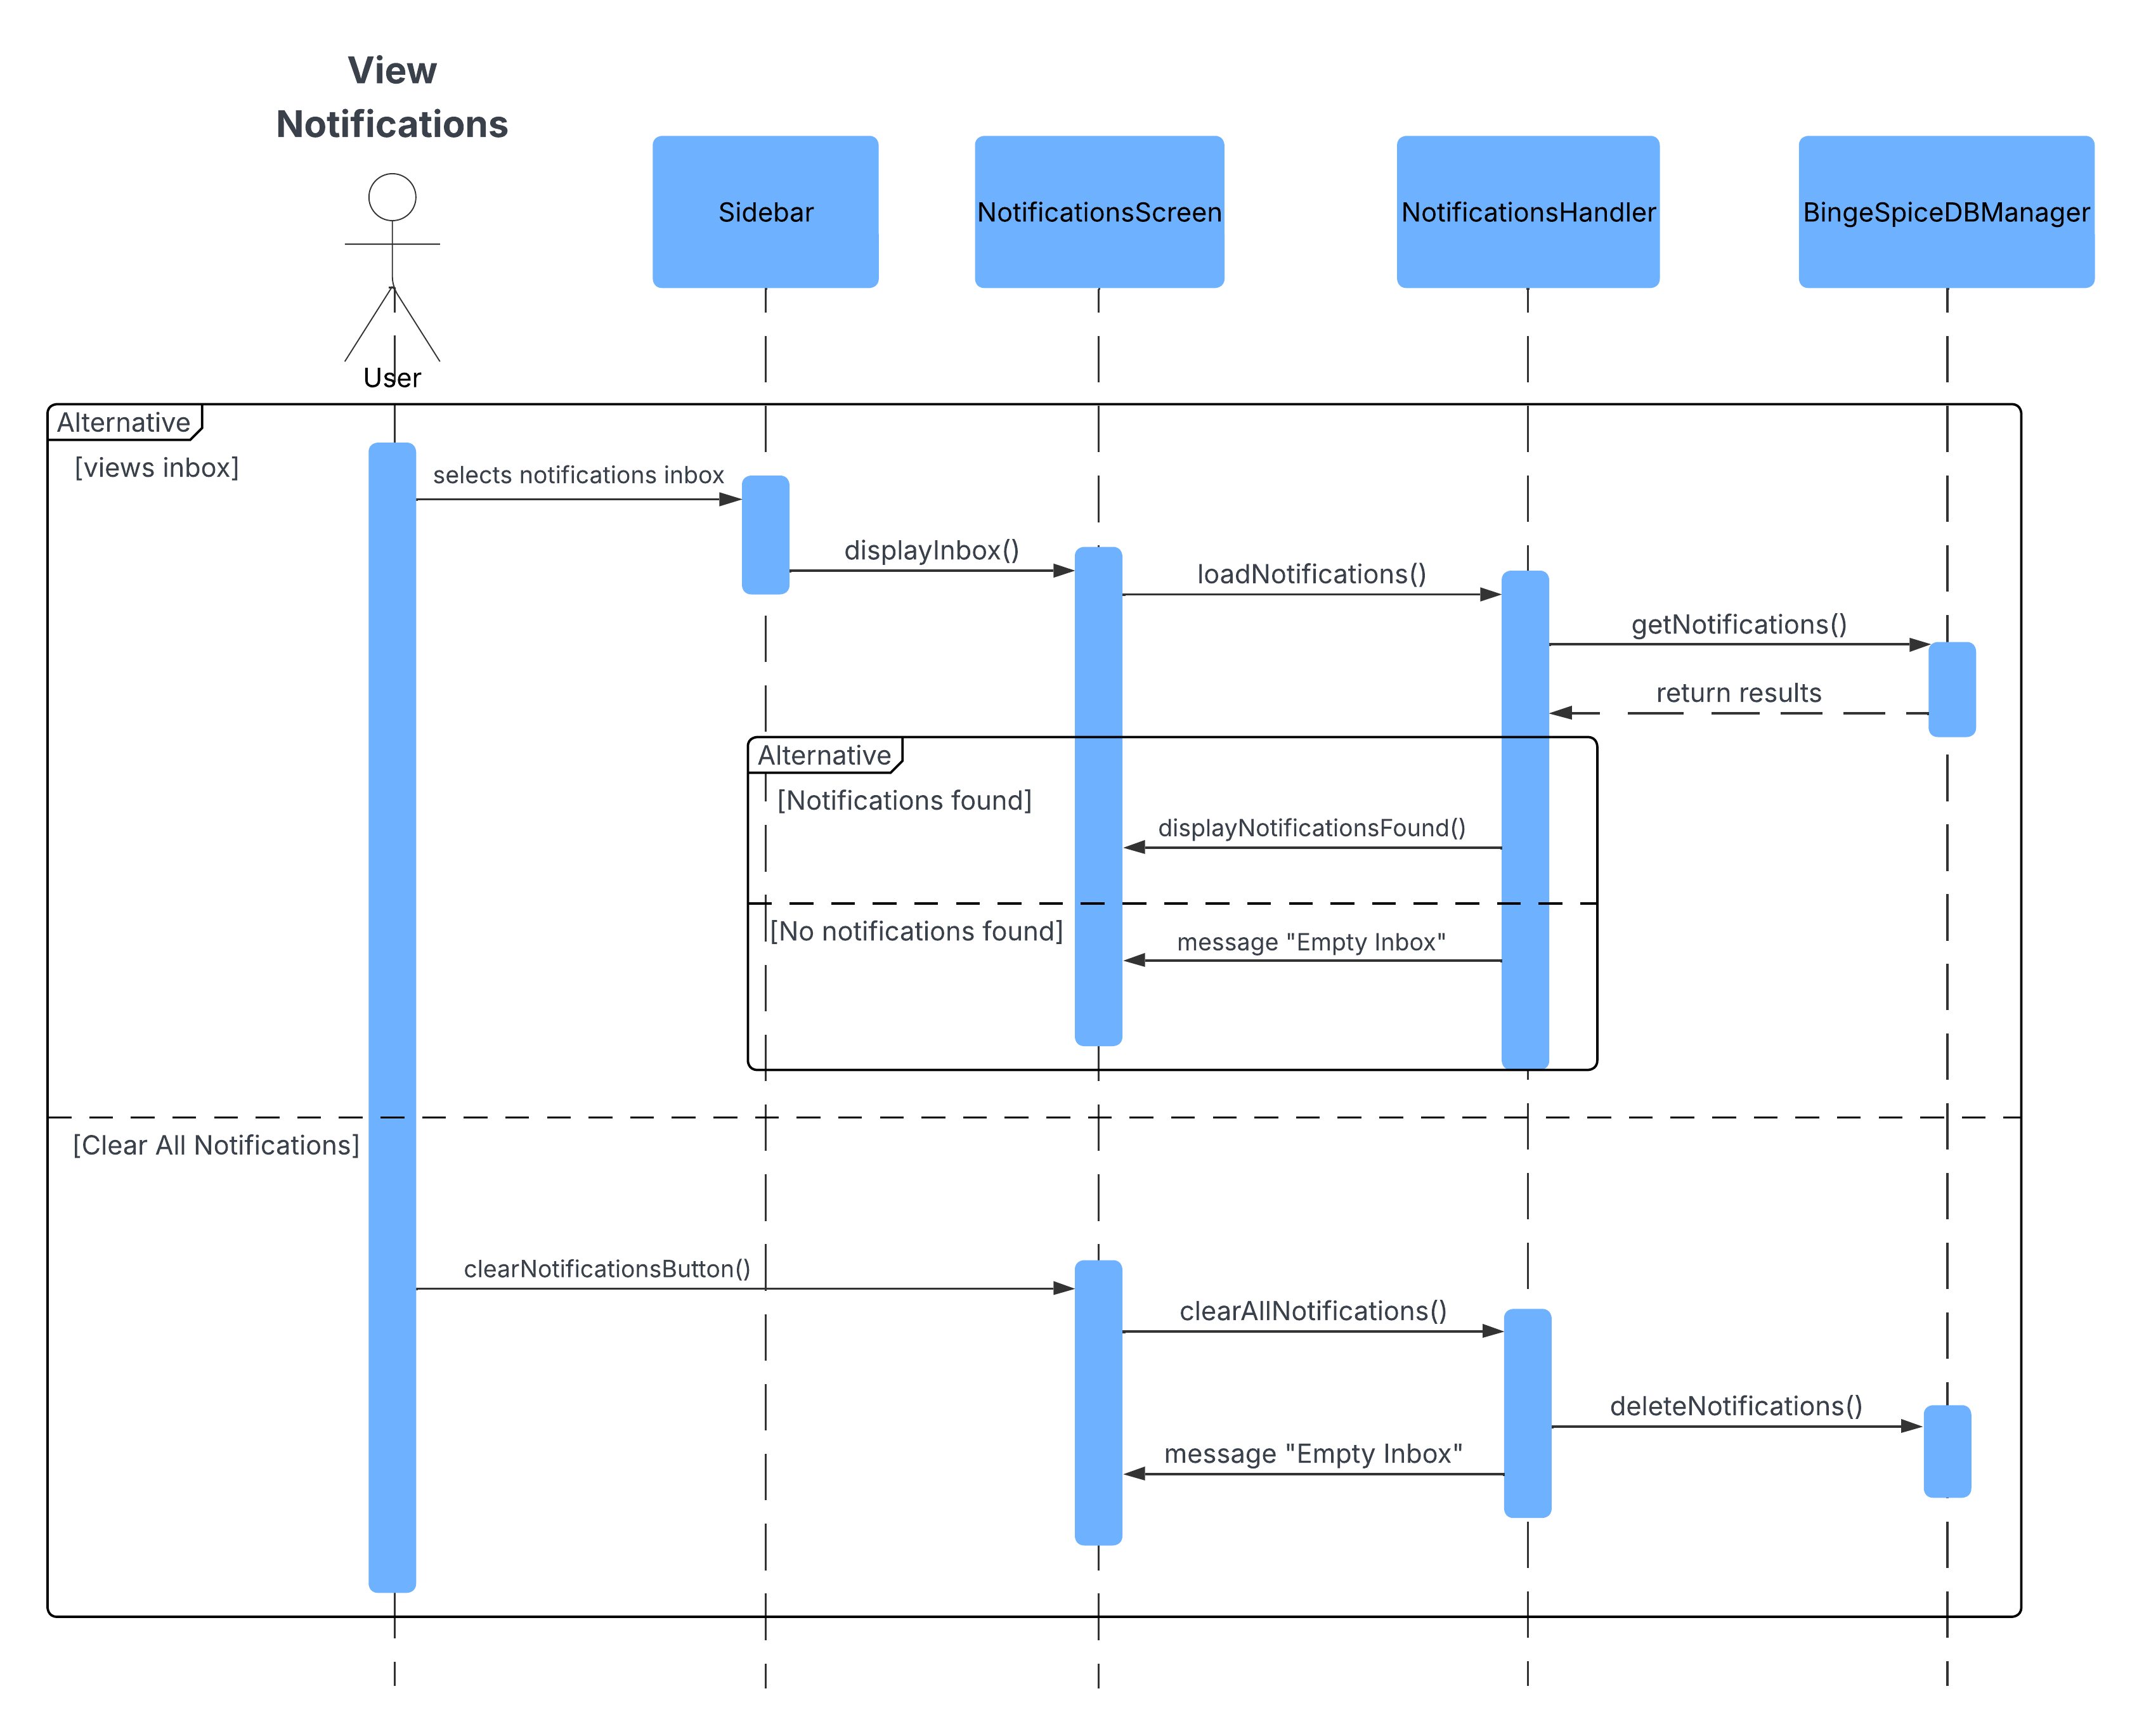 View
Notifications
Sidebar
NotificationsScreen
NotificationsHandler
BingeSpiceDBManager
User
Alternative
[views inbox]
selects notifications inbox
displayInbox()
loadNotifications()
getNotifications()
return results
Alternative
[Notifications found]
displayNotificationsFound()
[No notifications found]
message "Empty Inbox"
[Clear All Notifications]
clearNotificationsButton()
clearAllNotifications()
deleteNotifications()
message "Empty Inbox"